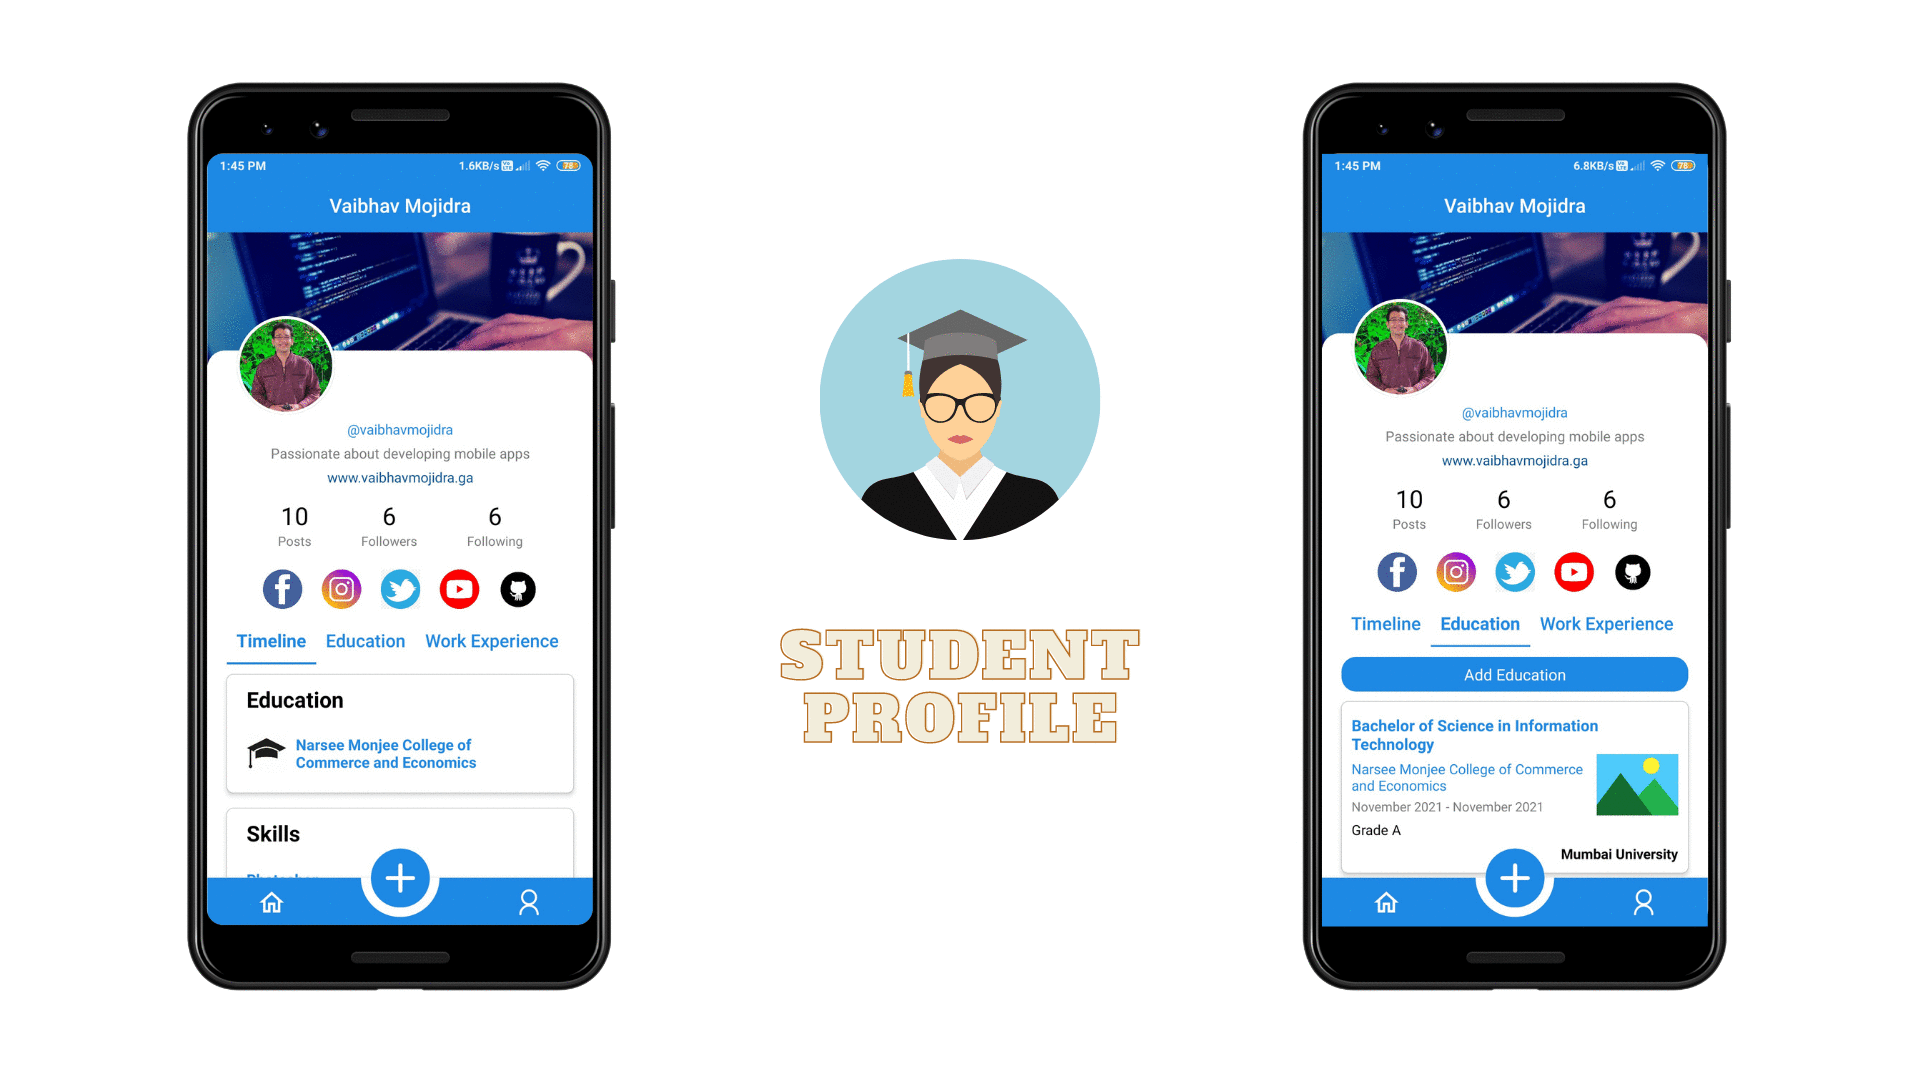 1:45 PM
1.6KB/s
78
Vaibhav Mojidra
@vaibhavmojidra
Passionate about developing mobile apps
www.vaibhavmojidra.ga
10 6 6
Posts Followers Following
Timeline Education Work Experience
Education
Narsee Monjee College of
Commerce and Economics
Skills
STUDENT
PROFILE
1:45 PM
6.8KB/s
78
Vaibhav Mojidra
@vaibhavmojidra
Passionate about developing mobile apps
www.vaibhavmojidra.ga
10 6 6
Posts Followers Following
Timeline Education Work Experience
Add Education
Bachelor of Science in Information
Technology
Narsee Monjee College of Commerce
and Economics
November 2021 - November 2021
Grade A
Mumbai University